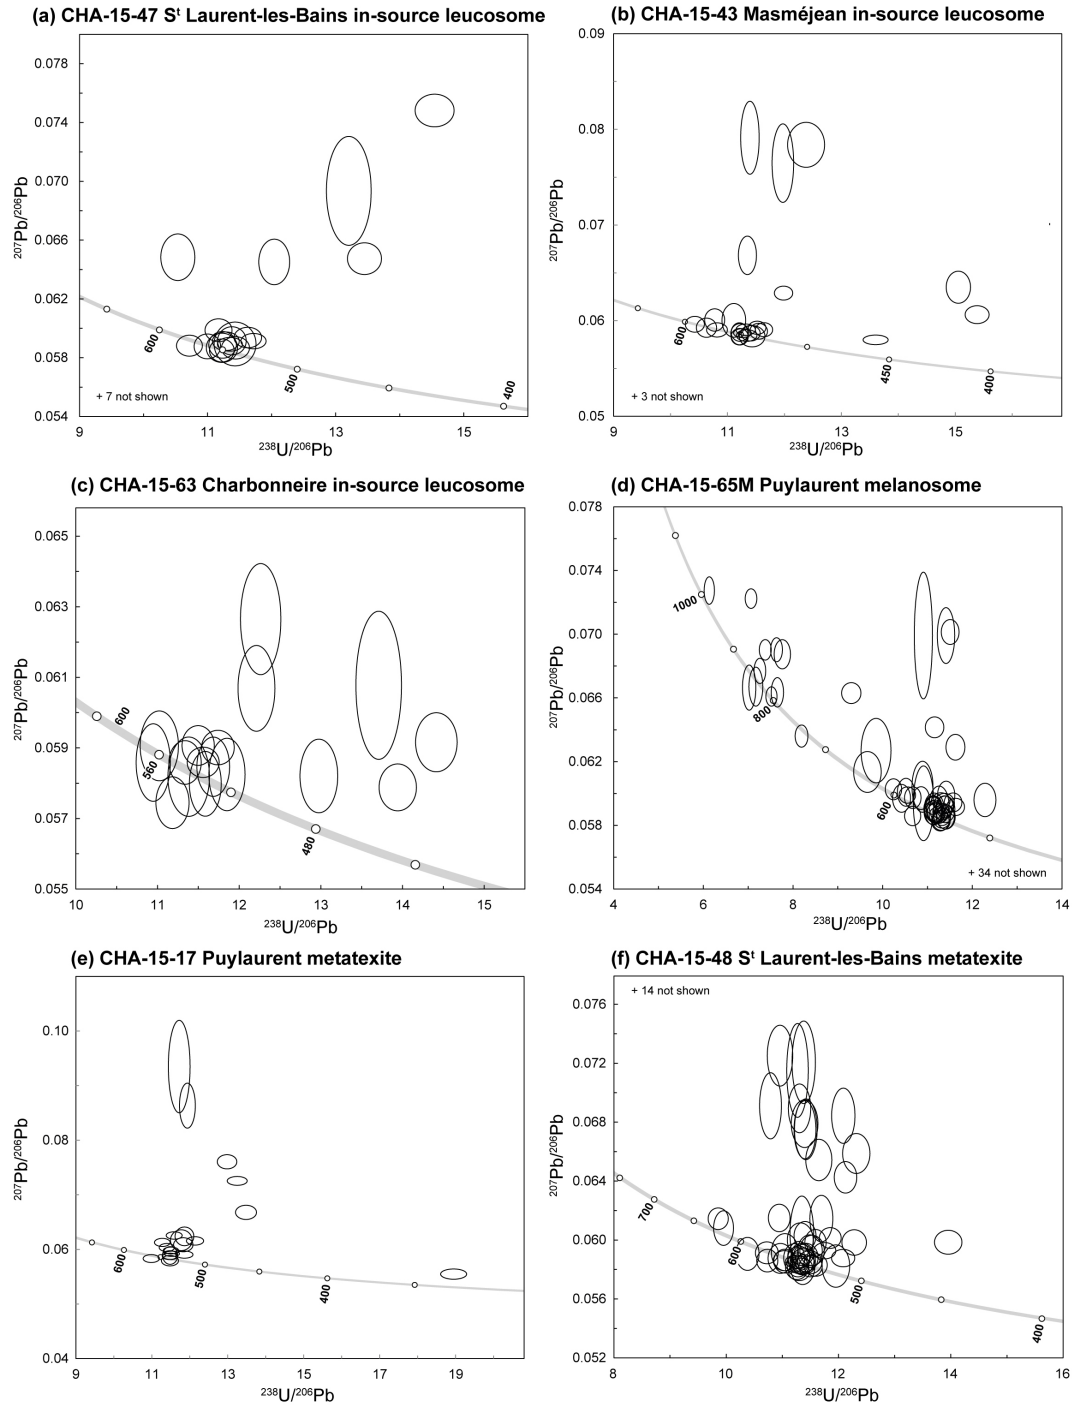 (a) CHA-15-47 Sᵗ Laurent-les-Bains in-source leucosome
0.078
0.074
0.070
0.066
0.062
0.058
0.054
²⁰⁷Pb/²⁰⁶Pb
600
500
400
+ 7 not shown
9 11 13 15
²³⁸U/²⁰⁶Pb
(b) CHA-15-43 Masméjean in-source leucosome
0.09
0.08
0.07
0.06
0.05
²⁰⁷Pb/²⁰⁶Pb
600
450
400
+ 3 not shown
9 11 13 15
²³⁸U/²⁰⁶Pb
(c) CHA-15-63 Charbonneire in-source leucosome
0.065
0.063
0.061
0.059
0.057
0.055
²⁰⁷Pb/²⁰⁶Pb
600
560
480
10 11 12 13 14 15
²³⁸U/²⁰⁶Pb
(d) CHA-15-65M Puylaurent melanosome
0.078
0.074
0.070
0.066
0.062
0.058
0.054
²⁰⁷Pb/²⁰⁶Pb
1000
800
600
+ 34 not shown
4 6 8 10 12 14
²³⁸U/²⁰⁶Pb
(e) CHA-15-17 Puylaurent metatexite
0.10
0.08
0.06
0.04
²⁰⁷Pb/²⁰⁶Pb
600
500
400
9 11 13 15 17 19
²³⁸U/²⁰⁶Pb
(f) CHA-15-48 Sᵗ Laurent-les-Bains metatexite
+ 14 not shown
0.076
0.072
0.068
0.064
0.060
0.056
0.052
²⁰⁷Pb/²⁰⁶Pb
700
600
500
400
8 10 12 14 16
²³⁸U/²⁰⁶Pb